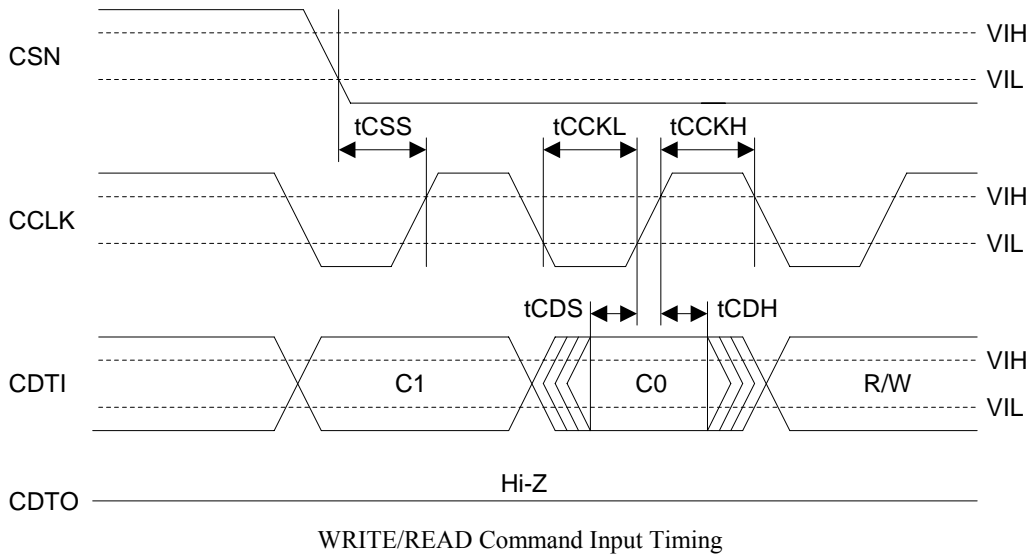 CSN
VIH
VIL
tCSS
tCCKL
tCCKH
CCLK
VIH
VIL
tCDS
tCDH
CDTI
C1
C0
R/W
VIH
VIL
CDTO
Hi-Z
WRITE/READ Command Input Timing